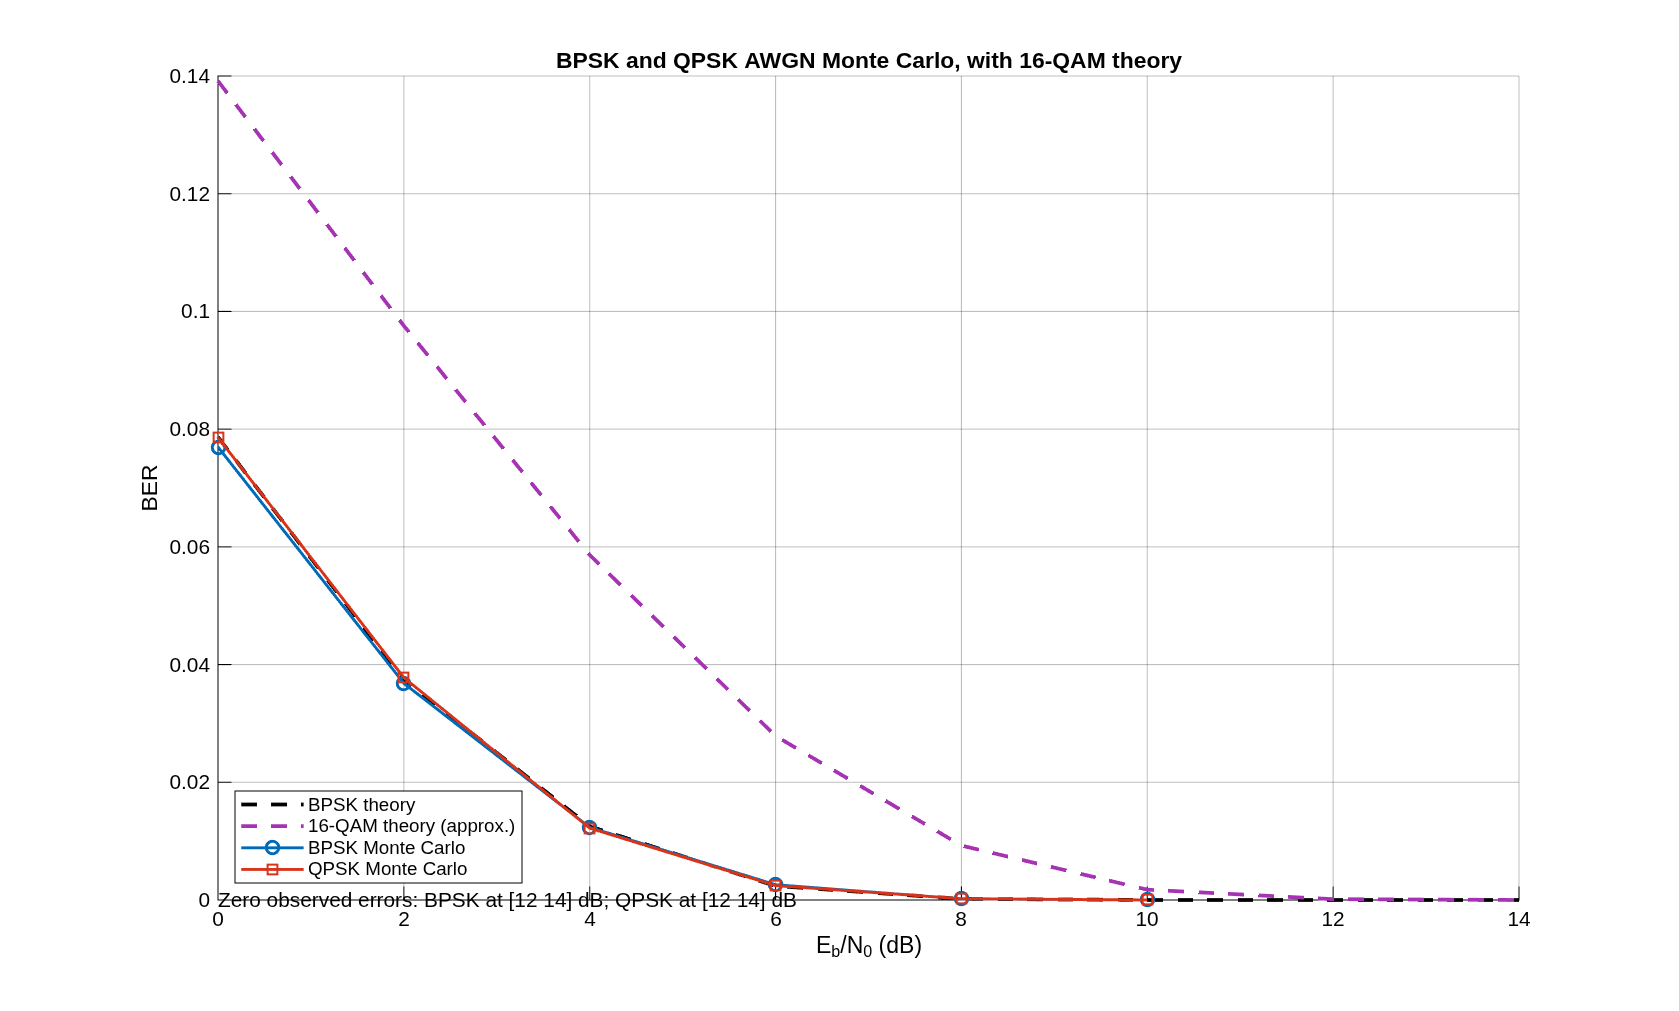 BPSK and QPSK AWGN Monte Carlo, with 16-QAM theory
0.14
0.12
0.1
0.08
0.06
0.04
0.02
0
BER
BPSK theory
16-QAM theory (approx.)
BPSK Monte Carlo
QPSK Monte Carlo
Zero observed errors: BPSK at [12 14] dB; QPSK at [12 14] dB
0 2 4 6 8 10 12 14
Eb/N0 (dB)